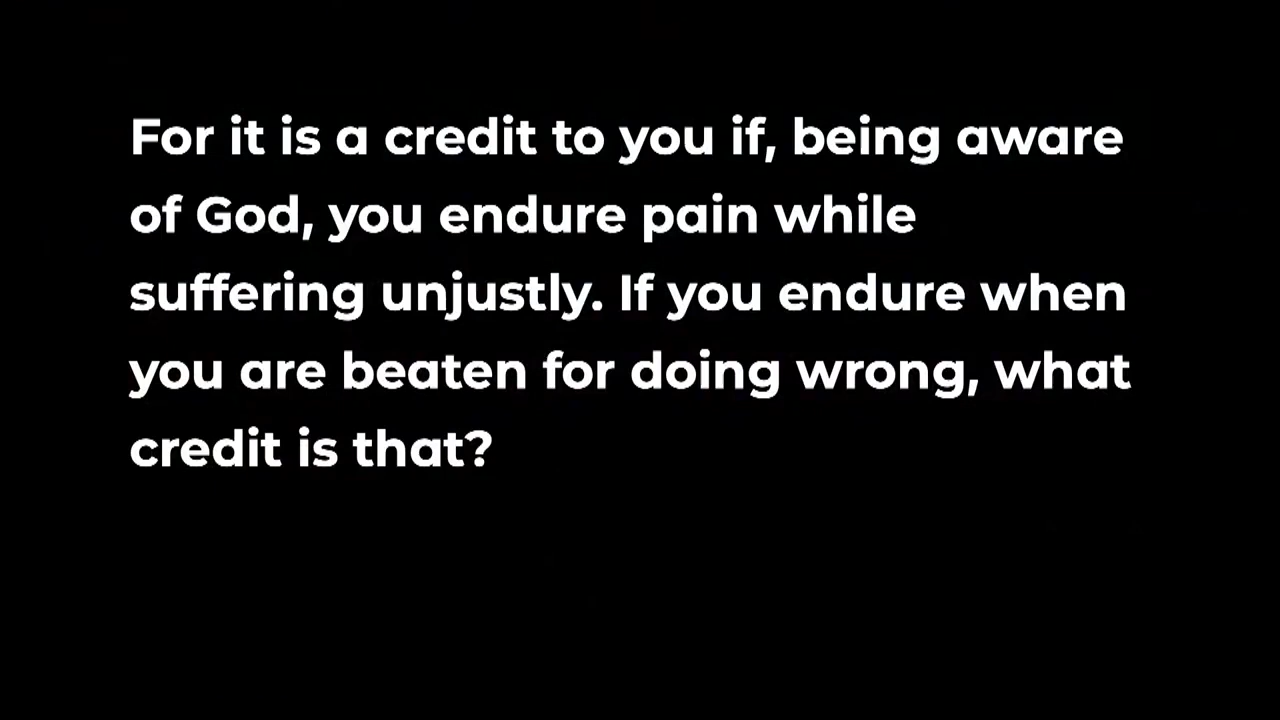 For it is a credit to you if, being aware
of God, you endure pain while
suffering unjustly. If you endure when
you are beaten for doing wrong, what
credit is that?